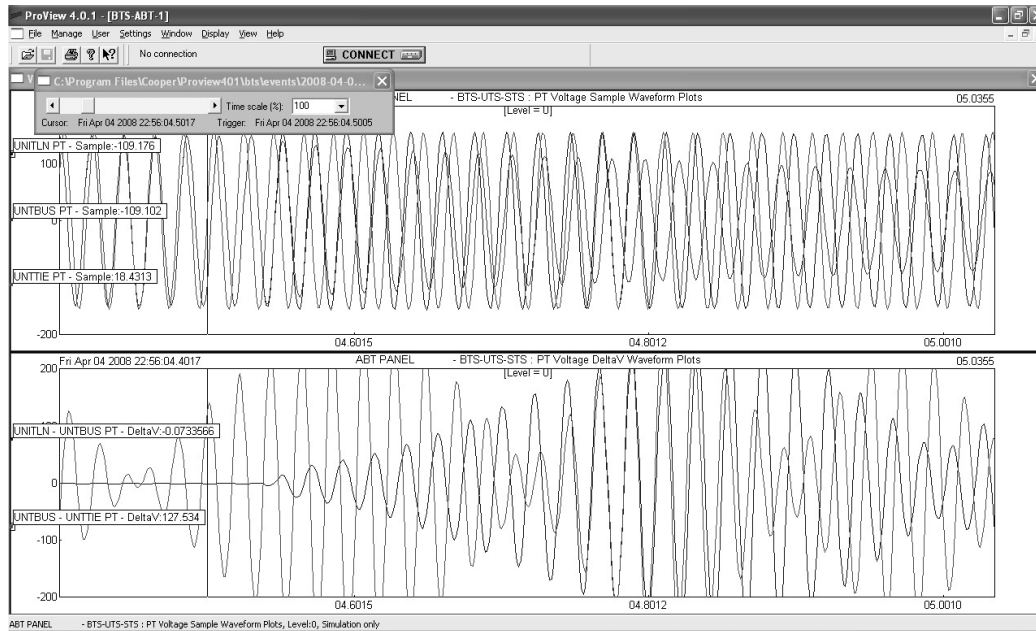 ProView 4.0.1 - [BTS-ABT-1]
File Manage User Settings Window Display View Help
No connection
CONNECT
C:\Program Files\Cooper\Proview401\bts\events\2008-04-0...
Time scale (%): 100
Cursor: Fri Apr 04 2008 22:56:04.5017 Trigger: Fri Apr 04 2008 22:56:04.5005
NEL - BTS-UTS-STS : PT Voltage Sample Waveform Plots 05.0355
[Level = 0]
UNITLN PT - Sample:-109.176
100
UNTBUS PT - Sample:-109.102
0
UNTTIE PT - Sample:18.4313
-200
04.6015 04.8012 05.0010
Fri Apr 04 2008 22:56:04.4017 ABT PANEL - BTS-UTS-STS : PT Voltage DeltaV Waveform Plots 05.0355
200 [Level = 0]
UNITLN - UNTBUS PT - DeltaV:-0.0733566
0
UNTBUS - UNTTIE PT - DeltaV:127.534
-100
-200
04.6015 04.8012 05.0010
ABT PANEL - BTS-UTS-STS : PT Voltage Sample Waveform Plots, Level:0, Simulation only